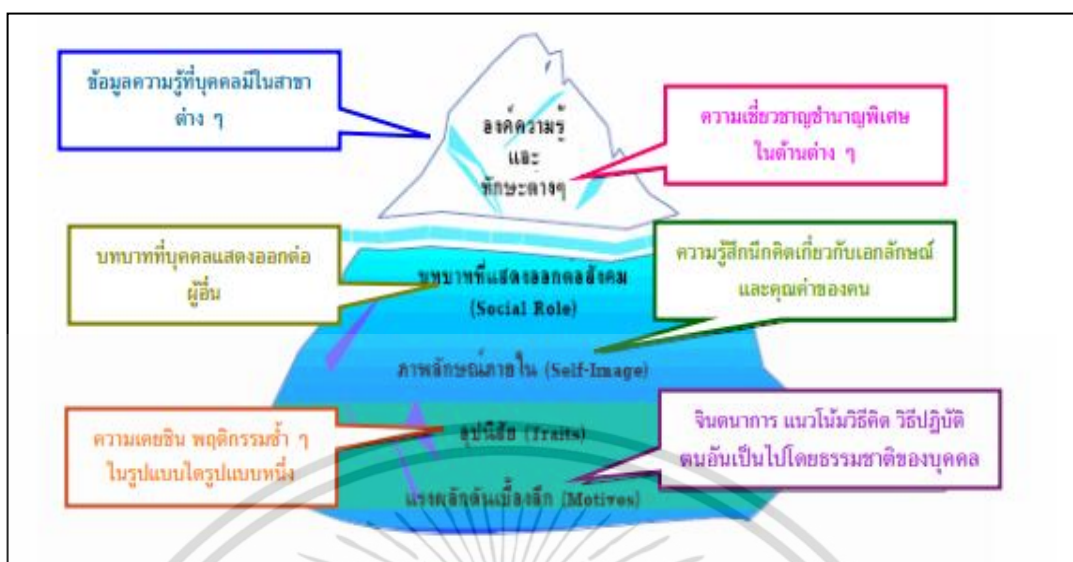 ข้อมูลความรู้ที่บุคคลมีในสาขา
ต่าง ๆ
องค์ความรู้
และ
ทักษะต่างๆ
ความเชี่ยวชาญชำนาญพิเศษ
ในด้านต่าง ๆ
บทบาทที่บุคคลแสดงออกต่อ
ผู้อื่น
บทบาทที่แสดงออกต่อสังคม
(Social Role)
ความรู้สึกนึกคิดเกี่ยวกับเอกลักษณ์
และคุณค่าของคน
ภาพลักษณ์ภายใน (Self-Image)
ความเคยชิน พฤติกรรมซ้ำ ๆ
ในรูปแบบใดรูปแบบหนึ่ง
อุปนิสัย (Traits)
จินตนาการ แนวโน้มวิธีคิด วิธีปฏิบัติ
ตนอันเป็นไปโดยธรรมชาติของบุคคล
แรงผลักดันเบื้องลึก (Motives)